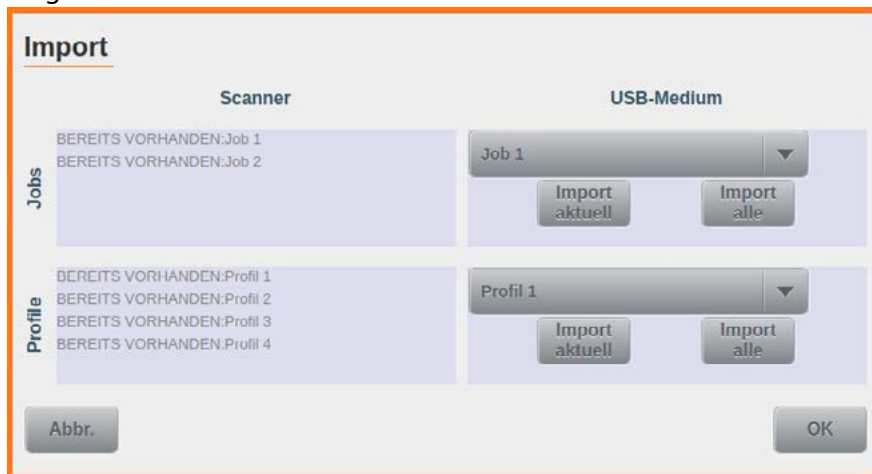 Import
Scanner
USB-Medium
Jobs
BEREITS VORHANDEN:Job 1
BEREITS VORHANDEN:Job 2
Job 1
Import
aktuell
Import
alle
Profile
BEREITS VORHANDEN:Profil 1
BEREITS VORHANDEN:Profil 2
BEREITS VORHANDEN:Profil 3
BEREITS VORHANDEN:Profil 4
Profil 1
Import
aktuell
Import
alle
Abbr.
OK